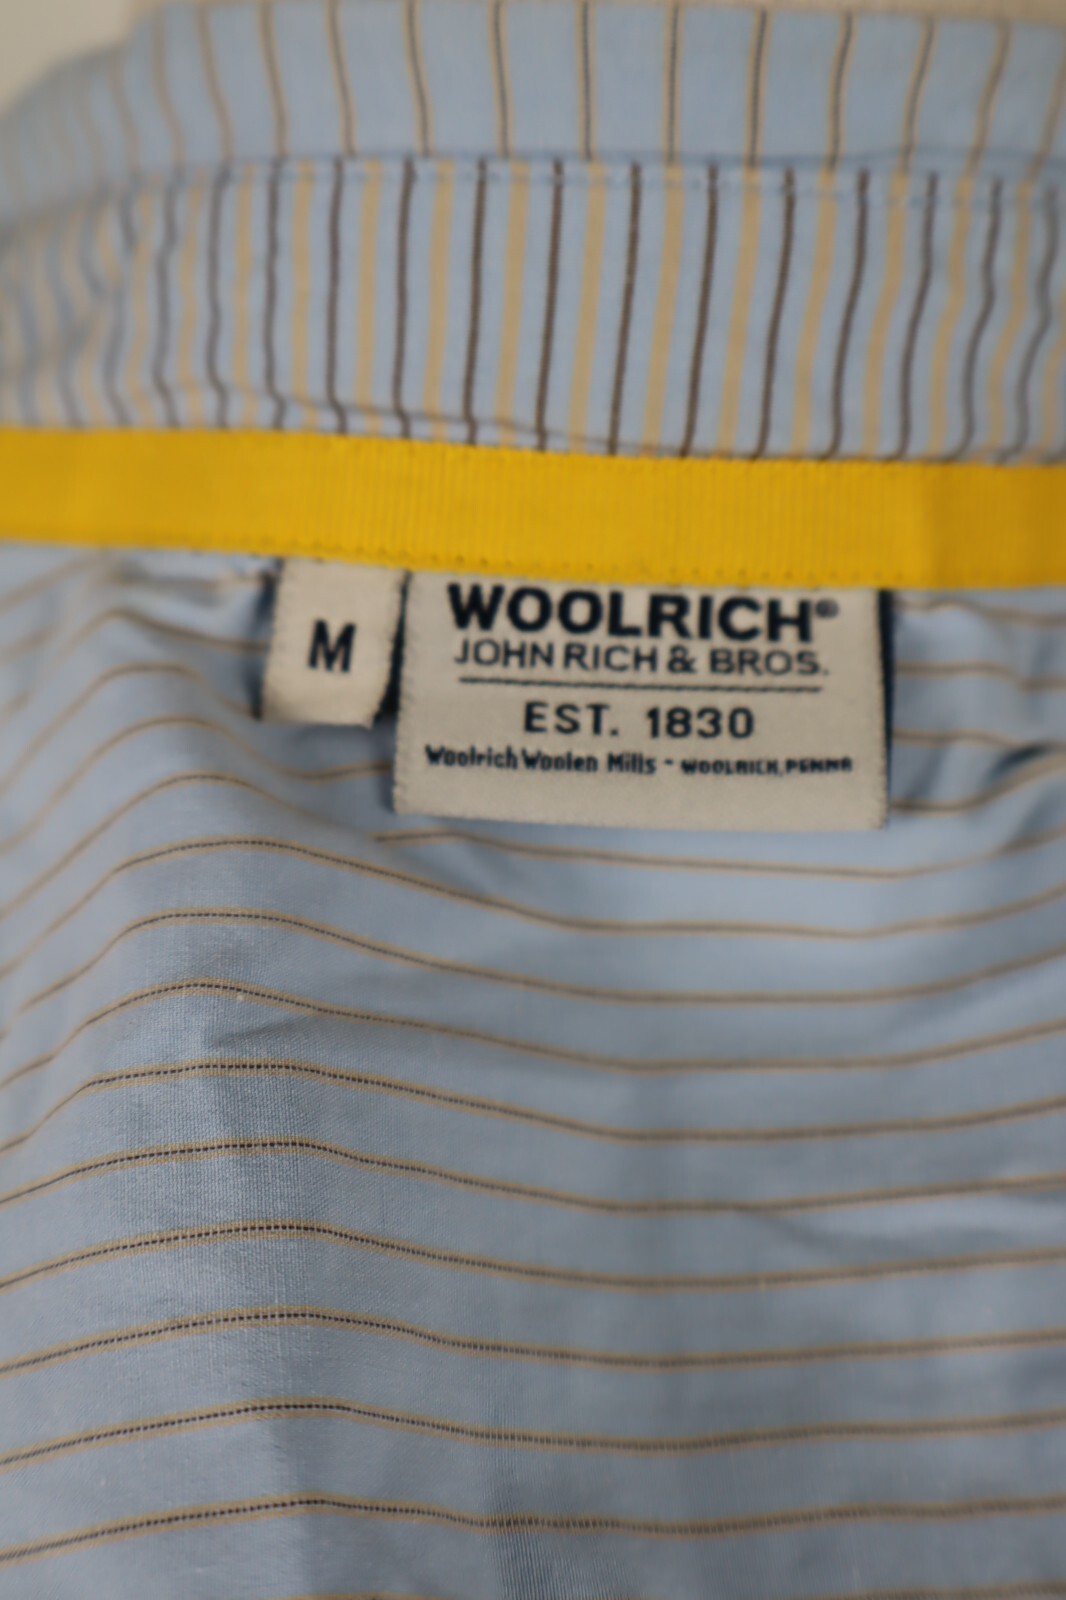 M
WOOLRICH®
JOHN RICH & BROS.
EST. 1830
Woolrich Woolen Mills - WOOLRICH, PENNA